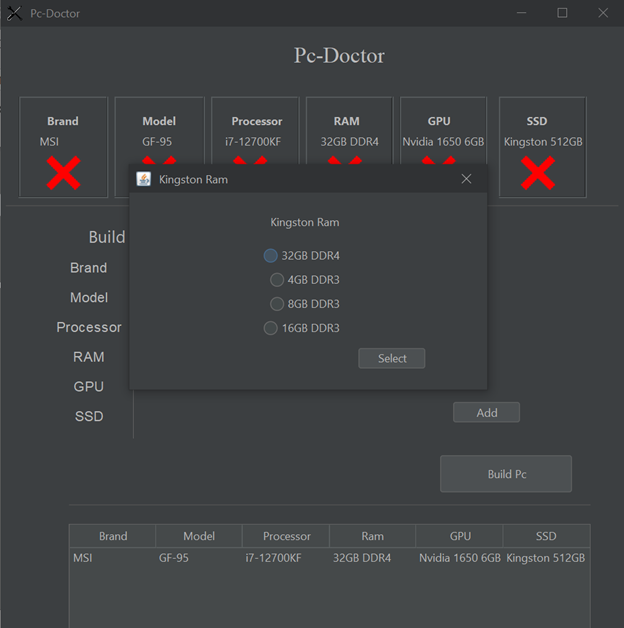 Pc-Doctor
Pc-Doctor
Brand Model Processor RAM GPU SSD
MSI GF-95 i7-12700KF 32GB DDR4 Nvidia 1650 6GB Kingston 512GB
Kingston Ram
Kingston Ram
32GB DDR4
4GB DDR3
8GB DDR3
16GB DDR3
Select
Build
Brand
Model
Processor
RAM
GPU
SSD
Add
Build Pc
Brand Model Processor Ram GPU SSD
MSI GF-95 i7-12700KF 32GB DDR4 Nvidia 1650 6GB Kingston 512GB